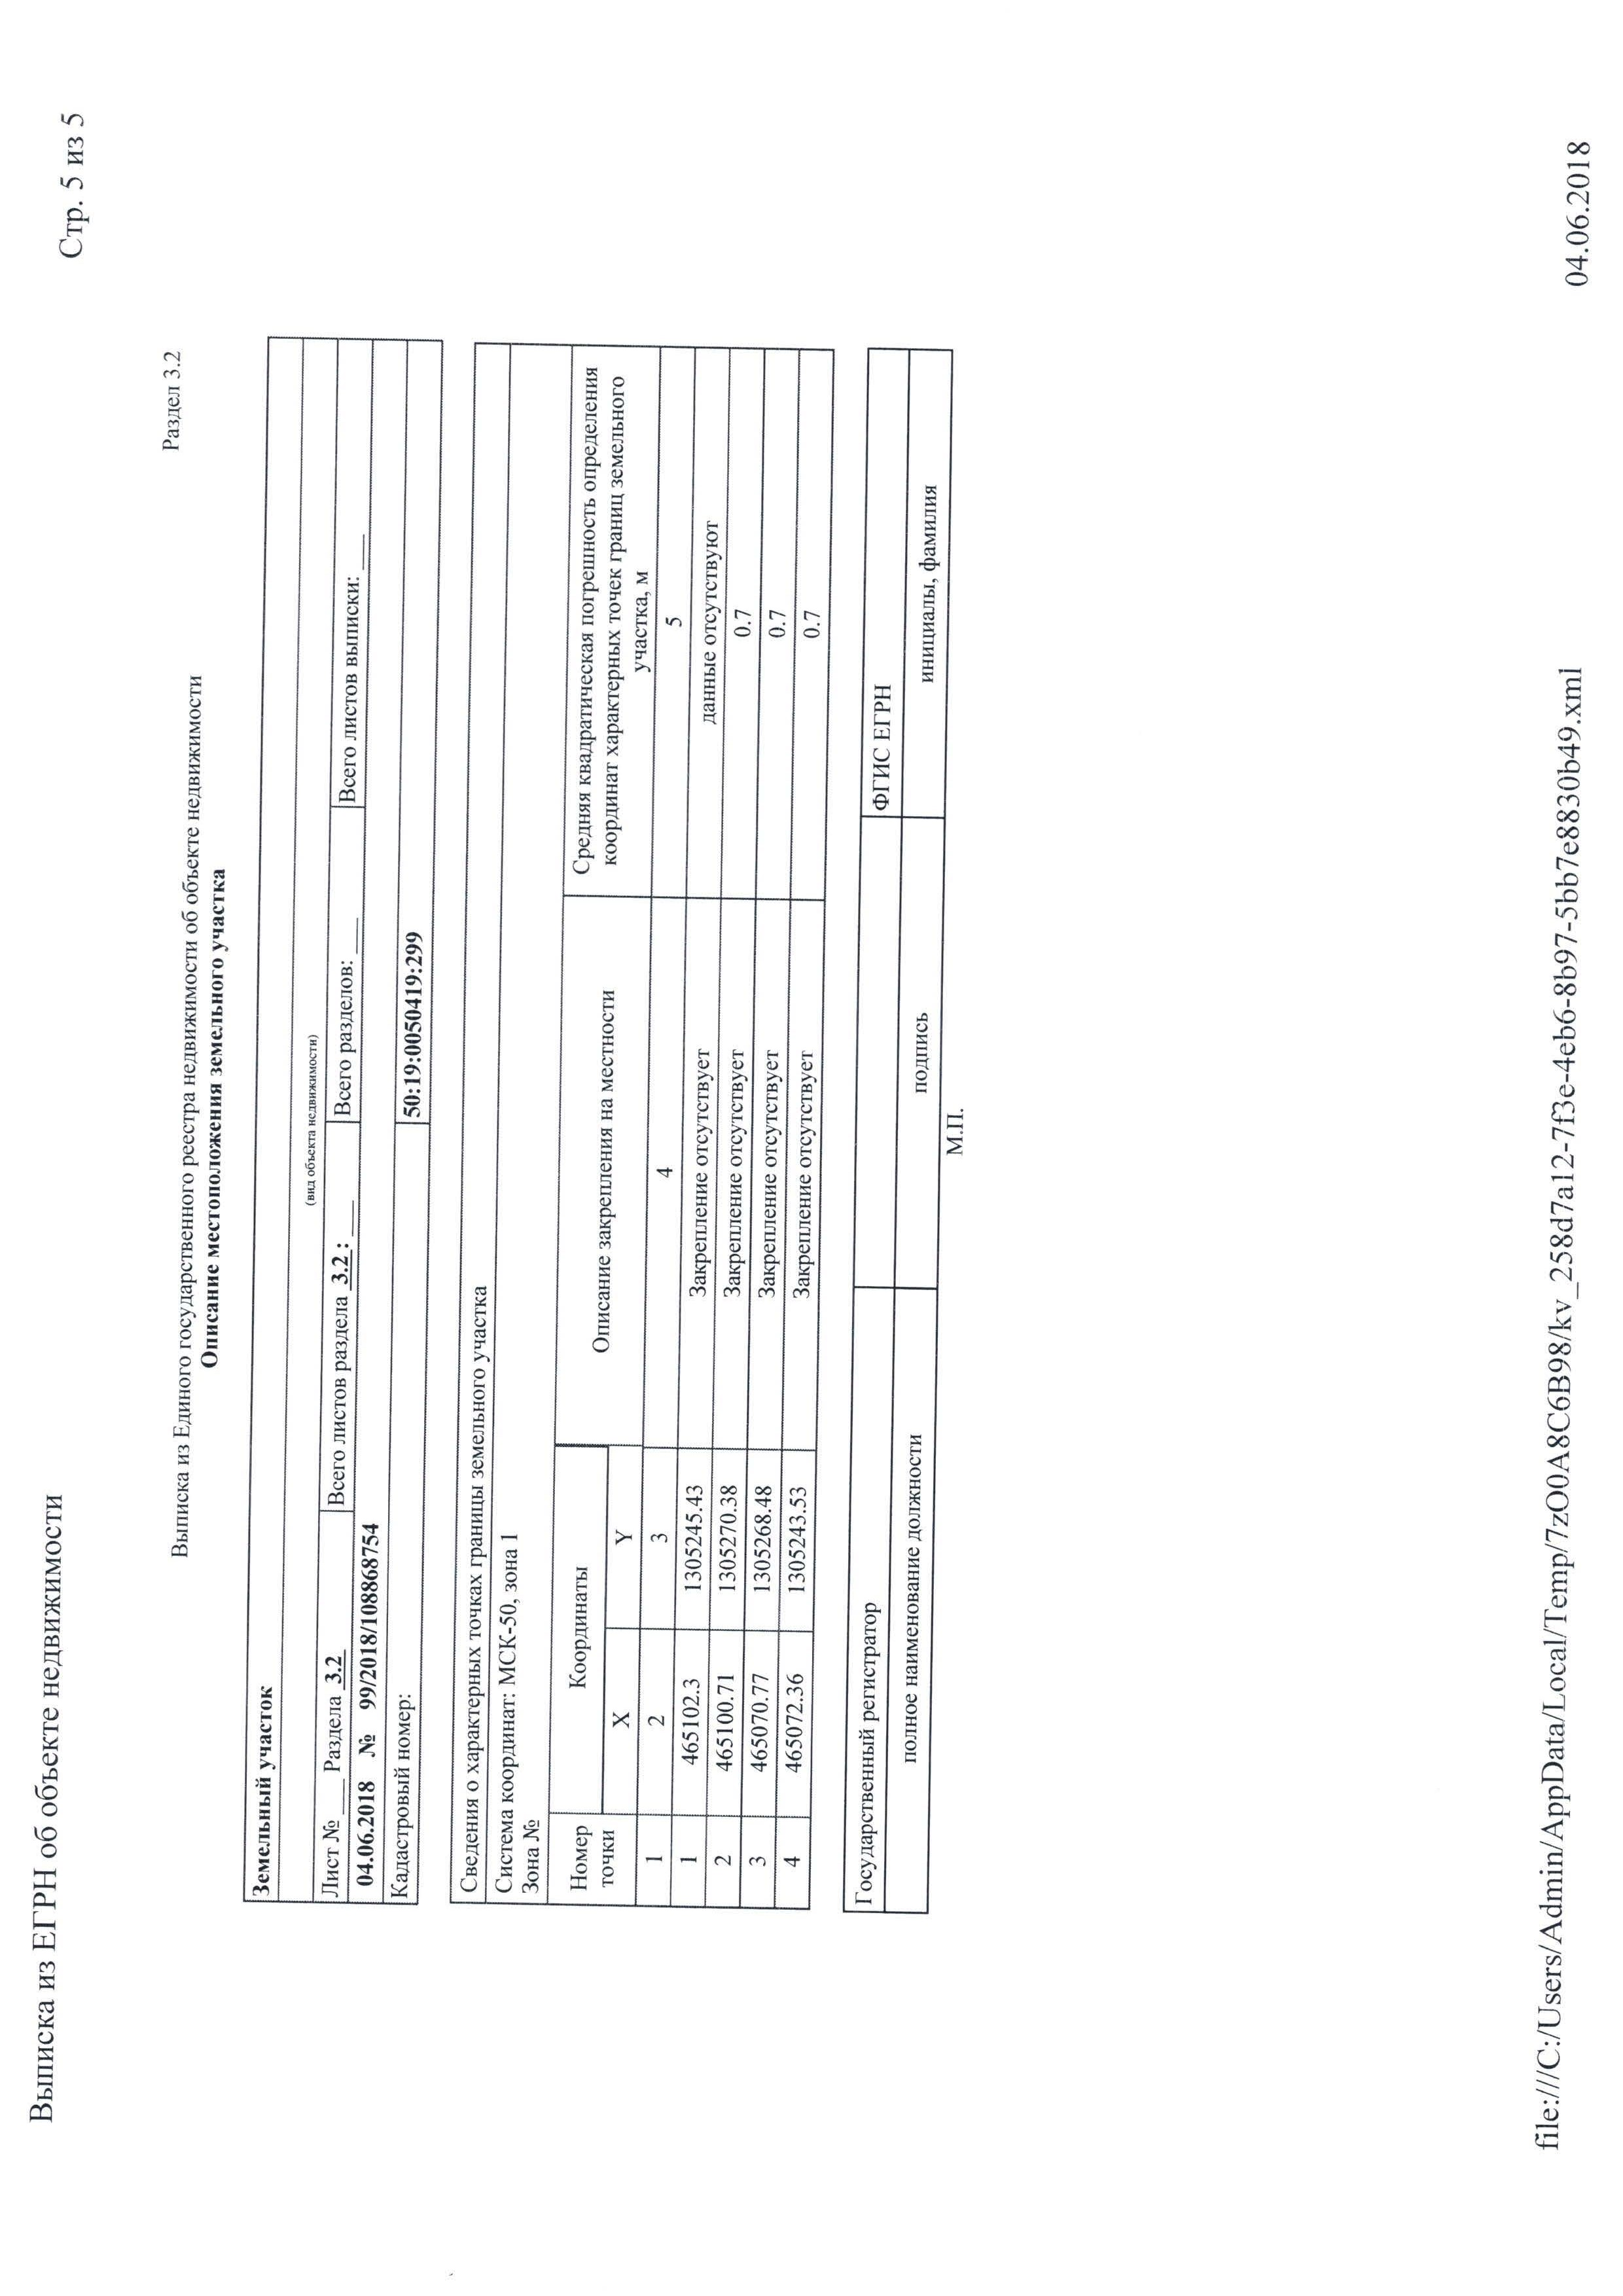 Выписка из ЕГРН об объекте недвижимости
Стр. 5 из 5
Раздел 3.2
Выписка из Единого государственного реестра недвижимости об объекте недвижимости
Описание местоположения земельного участка
Земельный участок
(вид объекта недвижимости)
Лист № ___ Раздела 3.2 Всего листов раздела 3.2 : ___ Всего разделов: ___ Всего листов выписки: ___
04.06.2018 № 99/2018/108868754
Кадастровый номер: 50:19:0050419:299
Сведения о характерных точках границы земельного участка
Система координат: МСК-50, зона 1
Зона №
Номер точки
Координаты
X Y
Описание закрепления на местности
Средняя квадратическая погрешность определения
координат характерных точек границ земельного
участка, м
1 2 3 4 5
1 465102.3 1305245.43 Закрепление отсутствует данные отсутствуют
2 465100.71 1305270.38 Закрепление отсутствует 0.7
3 465070.77 1305268.48 Закрепление отсутствует 0.7
4 465072.36 1305243.53 Закрепление отсутствует 0.7
Государственный регистратор ФГИС ЕГРН
полное наименование должности подпись инициалы, фамилия
М.П.
file:///C:/Users/Admin/AppData/Local/Temp/7zO0A8C6B98/kv_258d7a12-7f3e-4eb6-8b97-5bb7e8830b49.xml
04.06.2018